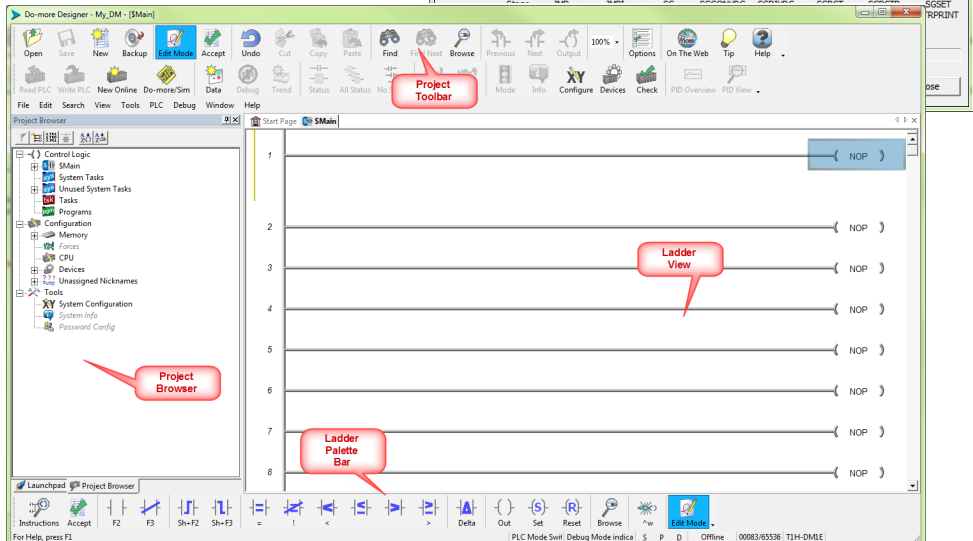 Do-more Designer - My_DM - [$Main]
SGSET
TRPRINT
Open Save New Backup Edit Mode Accept Undo Cut Copy Paste Find Find Next Browse Previous Next Output 100% Options On The Web Tip Help
Read PLC Write PLC New Online Do-more/Sim Data Debug Trend Status All Status No S Mode Info Configure Devices Check PID Overview PID View
Project
Toolbar
ose
File Edit Search View Tools PLC Debug Window Help
Project Browser
Start Page $Main
Control Logic
$Main
System Tasks
Unused System Tasks
Tasks
Programs
Configuration
Memory
Forces
CPU
Devices
Unassigned Nicknames
Tools
System Configuration
System Info
Password Config
1 NOP
2 NOP
Ladder
View
3 NOP
4 NOP
5 NOP
6 NOP
7 NOP
8 NOP
Project
Browser
Ladder
Palette
Bar
Launchpad Project Browser
Instructions Accept F2 F3 Sh+F2 Sh+F3 = ! < > Delta Out Set Reset Browse ^w Edit Mode
For Help, press F1
PLC Mode Swit Debug Mode indica S P D Offline 00083/65536 T1H-DM1E